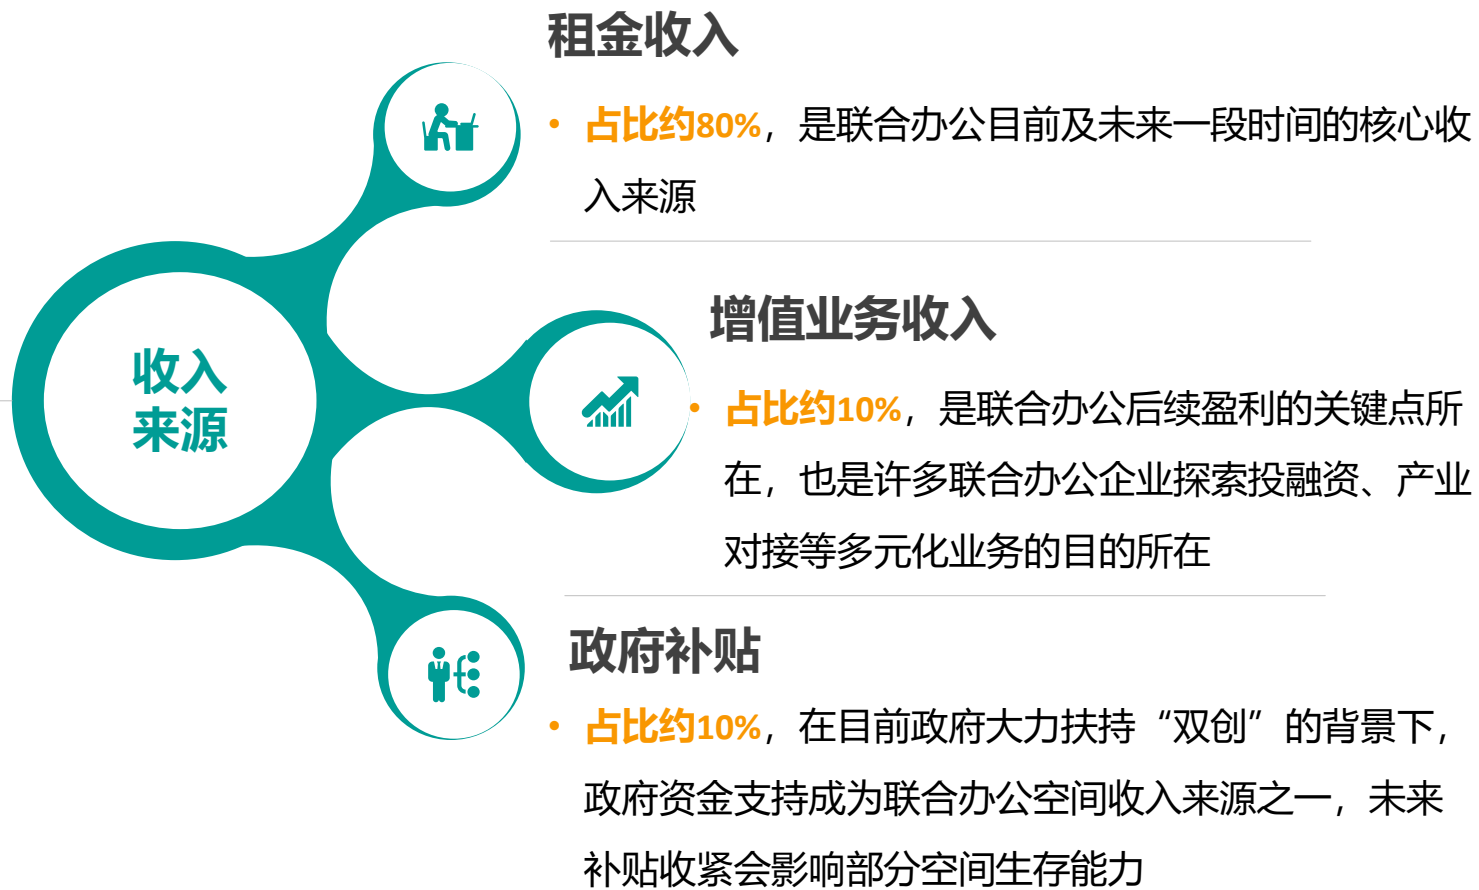 收入
来源
租金收入
• 占比约80%，是联合办公目前及未来一段时间的核心收
入来源
增值业务收入
• 占比约10%，是联合办公后续盈利的关键点所
在，也是许多联合办公企业探索投融资、产业
对接等多元化业务的目的所在
政府补贴
• 占比约10%，在目前政府大力扶持“双创”的背景下，
政府资金支持成为联合办公空间收入来源之一，未来
补贴收紧会影响部分空间生存能力